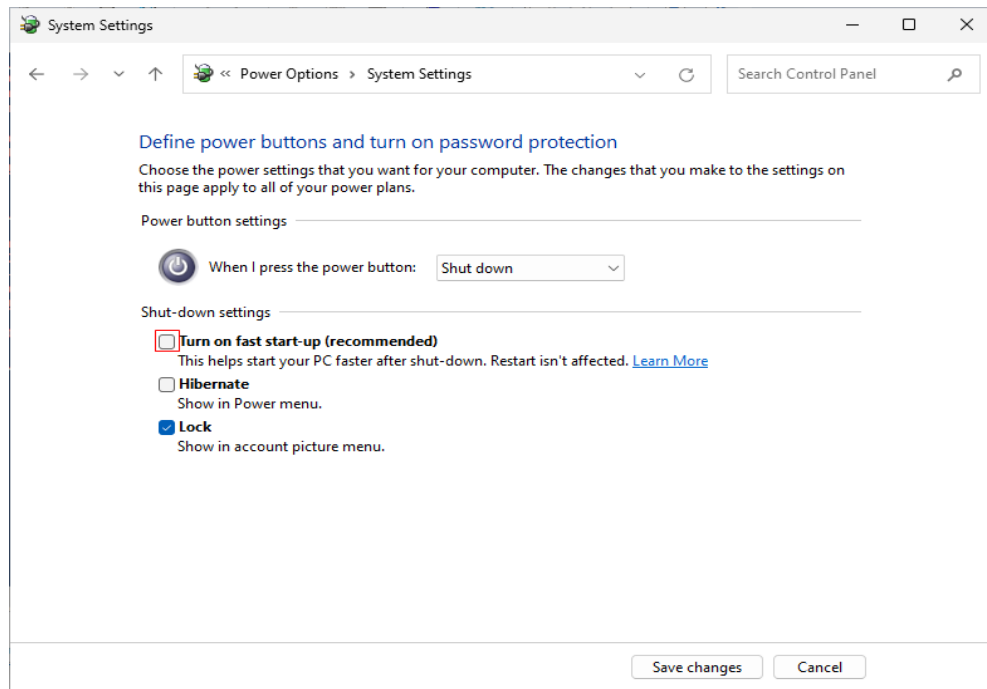 System Settings
« Power Options › System Settings
Search Control Panel
Define power buttons and turn on password protection
Choose the power settings that you want for your computer. The changes that you make to the settings on
this page apply to all of your power plans.
Power button settings
When I press the power button: Shut down
Shut-down settings
Turn on fast start-up (recommended)
This helps start your PC faster after shut-down. Restart isn't affected. Learn More
Hibernate
Show in Power menu.
Lock
Show in account picture menu.
Save changes Cancel